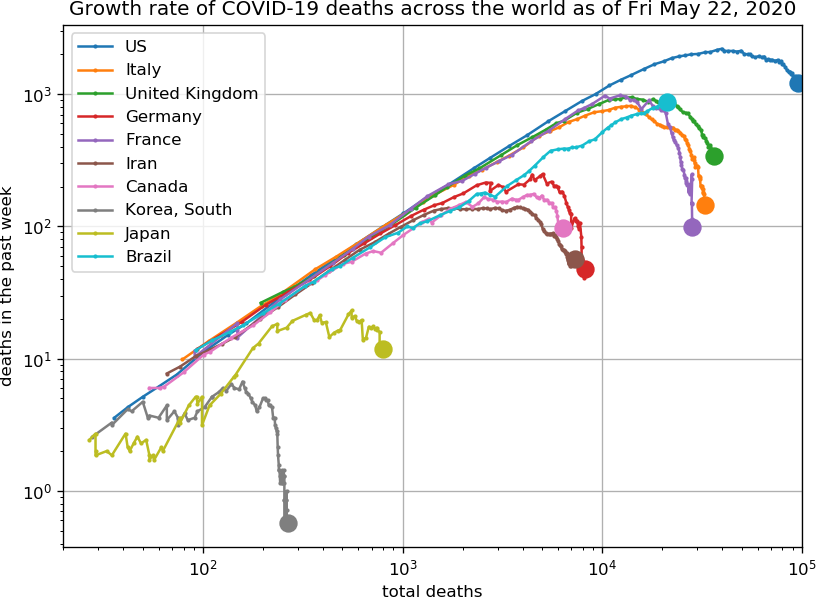 Growth rate of COVID-19 deaths across the world as of Fri May 22, 2020
US
Italy
United Kingdom
Germany
France
Iran
Canada
Korea, South
Japan
Brazil
deaths in the past week
10³
10²
10¹
10⁰
10²
10³
10⁴
10⁵
total deaths